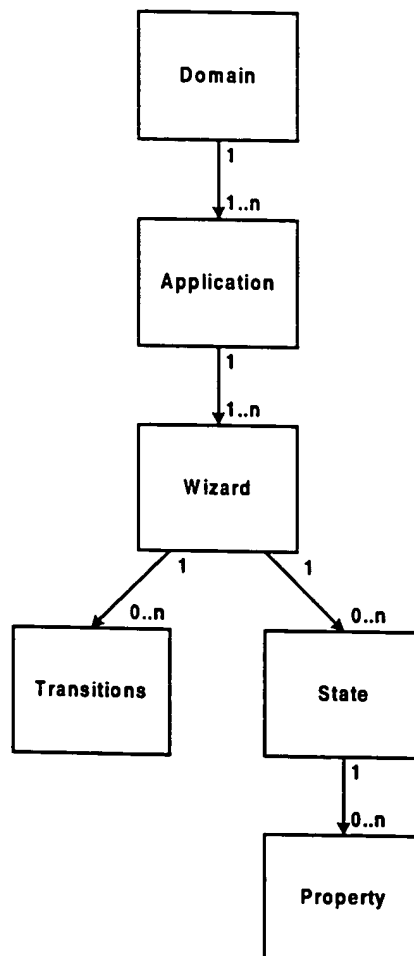 Domain
1
1..n
Application
1
1..n
Wizard
1
1
0..n
0..n
Transitions
State
1
0..n
Property